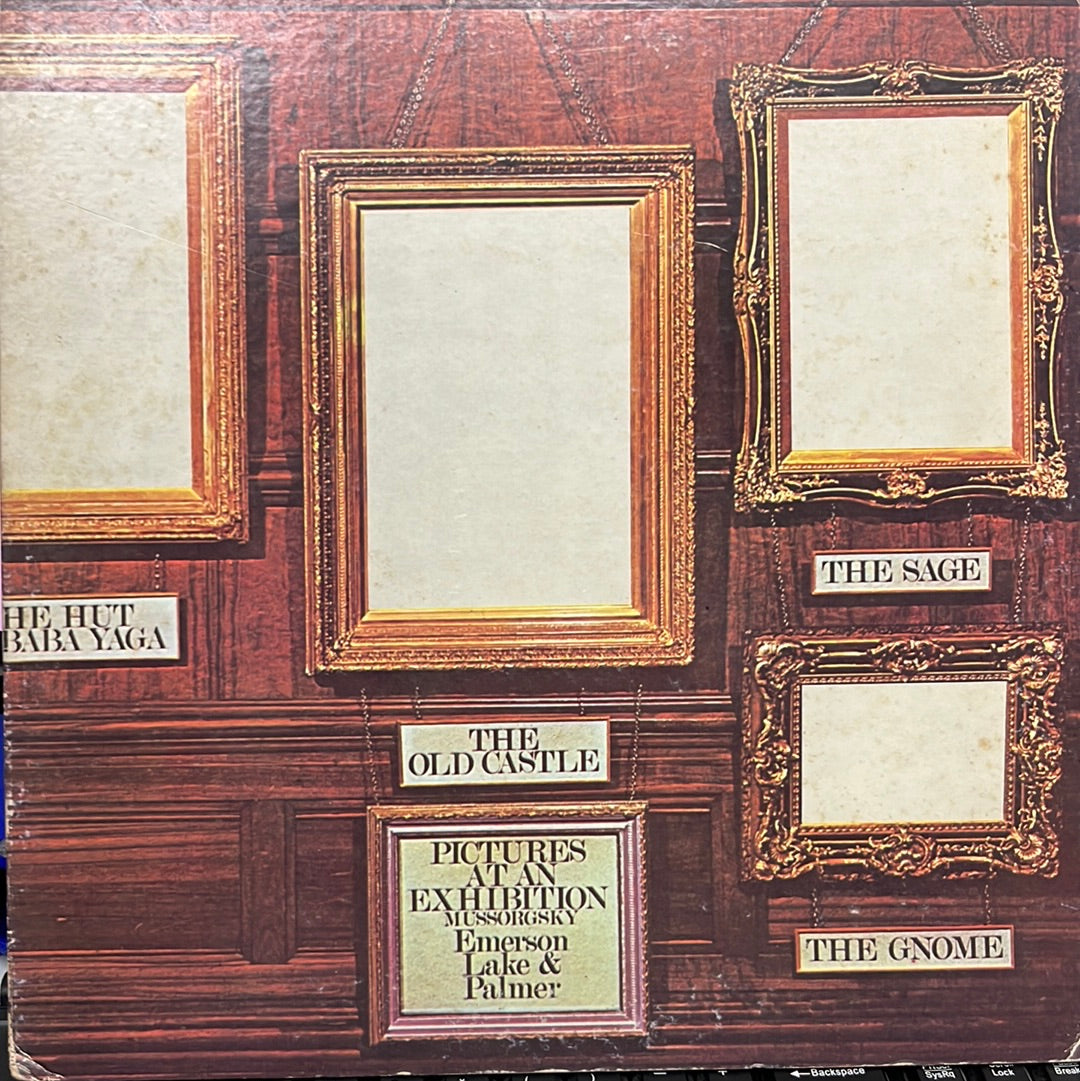 THE SAGE
HE HUT
BABA YAGA
THE
OLD CASTLE
PICTURES
AT AN
EXHIBITION
MUSSORGSKY
Emerson
Lake &
Palmer
THE GNOME
←Backspace
SysRq
Lock
Break